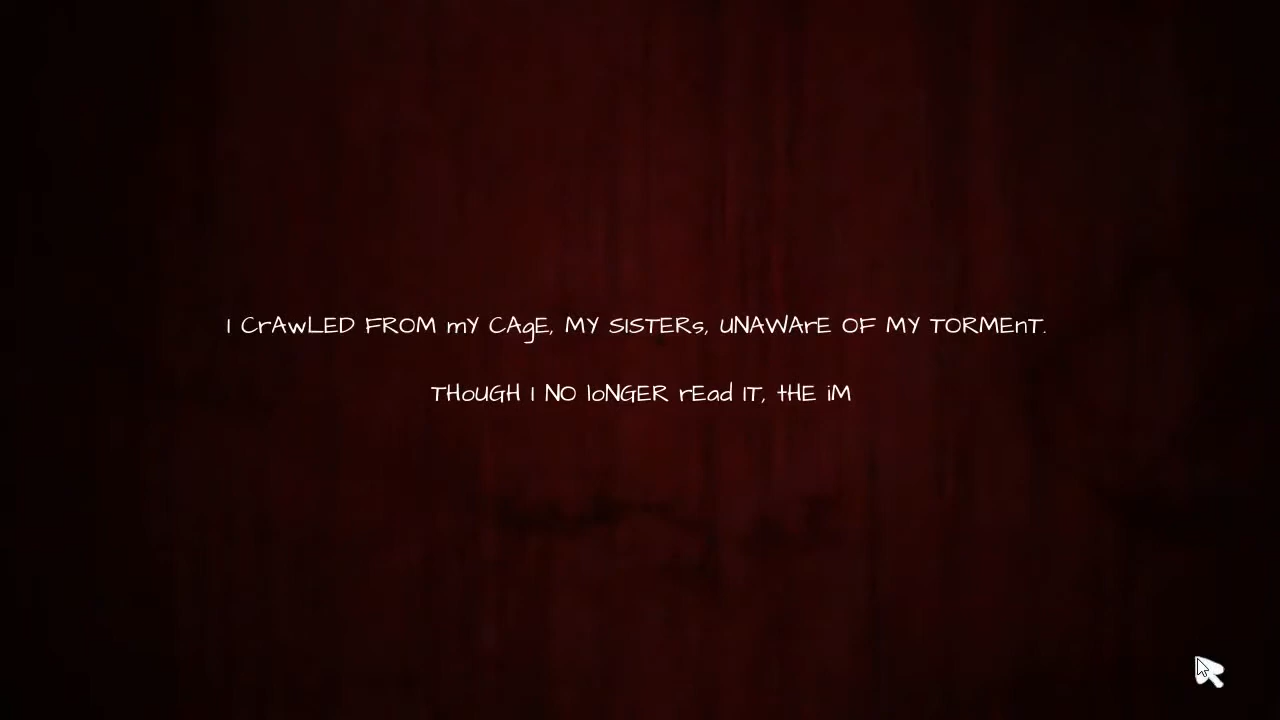 I CrAwLED FROM mY CAgE, MY SISTERs, UNAWArE OF MY TORMEnT.
THoUGH I NO loNGER rEad IT, tHE iM